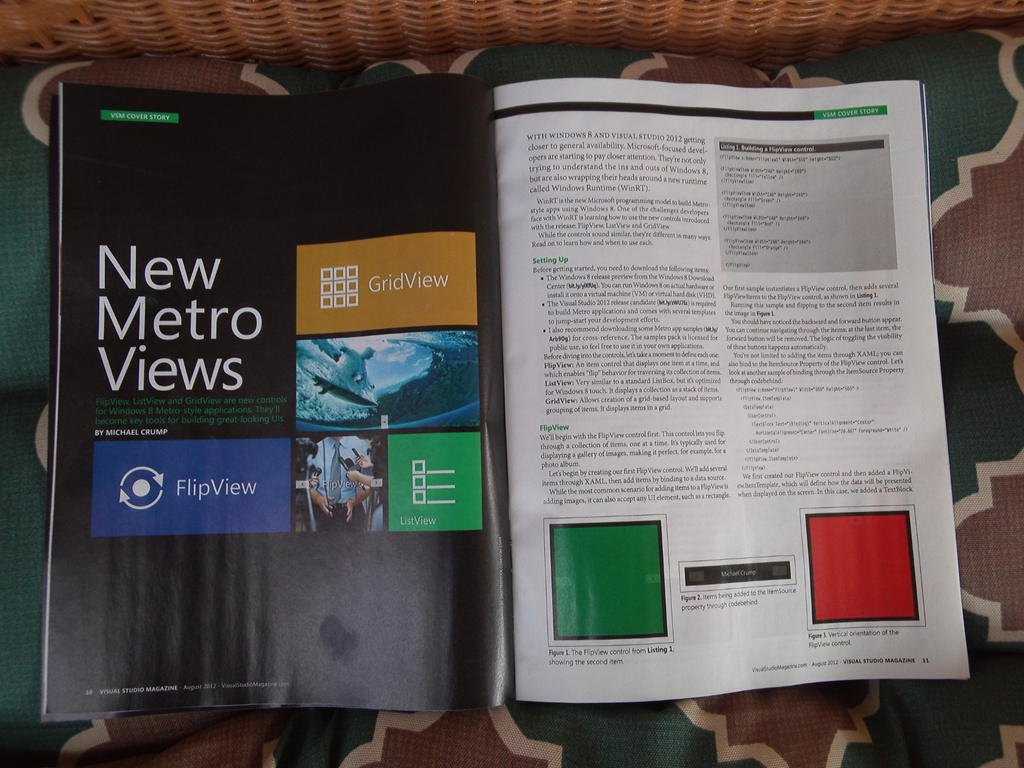 VSM COVER STORY
New
Metro
Views
FlipView, ListView and GridView are new controls
for Windows 8 Metro-style applications. They'll
become key tools for building great-looking UIs.
BY MICHAEL CRUMP
GridView
FlipView
FlipView
ListView
10 VISUAL STUDIO MAGAZINE · August 2012 · VisualStudioMagazine.com
VSM COVER STORY
WITH WINDOWS 8 AND VISUAL STUDIO 2012 getting
closer to general availability, Microsoft-focused devel-
opers are starting to pay closer attention. They're not only
trying to understand the ins and outs of Windows 8,
but are also wrapping their heads around a new runtime
called Windows Runtime (WinRT).
WinRT is the new Microsoft programming model to build Metro-
style apps using Windows 8. One of the challenges developers
face with WinRT is learning how to use the new controls introduced
with the release: FlipView, ListView and GridView.
While the controls sound similar, they're different in many ways.
Read on to learn how and when to use each.
Setting Up
Before getting started, you need to download the following items:
• The Windows 8 release preview from the Windows 8 Download
Center You can run Windows 8 on actual hardware or
install it onto a virtual machine (VM) or virtual hard disk (VHD).
• The Visual Studio 2012 release candidate is required
to build Metro applications and comes with several templates
to jump-start your development efforts.
• I also recommend downloading some Metro app samples (bit.ly/
for cross-reference. The samples pack is licensed for
public use, so feel free to use it in your own applications.
Before diving into the controls, let's take a moment to define each one:
FlipView: An item control that displays one item at a time, and
which enables "flip" behavior for traversing its collection of items.
ListView: Very similar to a standard ListBox, but it's optimized
for Windows 8 touch. It displays a collection as a stack of items.
GridView: Allows creation of a grid-based layout and supports
grouping of items. It displays items in a grid.
FlipView
We'll begin with the FlipView control first. This control lets you flip
through a collection of items, one at a time. It's typically used for
displaying a gallery of images, making it perfect, for example, for a
photo album.
Let's begin by creating our first FlipView control. We'll add several
items through XAML, then add items by binding to a data source.
While the most common scenario for adding items to a FlipView is
adding images, it can also accept any UI element, such as a rectangle.
Listing 1. Building a FlipView control.
<Rectangle Fill="Yellow" />
</FlipViewItem>
<Rectangle Fill="Green" />
</FlipViewItem>
<Rectangle Fill="Red" />
</FlipViewItem>
<Rectangle Fill="Orange" />
</FlipViewItem>
</FlipView>
Our first sample instantiates a FlipView control, then adds several
FlipViewItems to the FlipView control, as shown in Listing 1.
Running this sample and flipping to the second item results in
the image in Figure 1.
You should have noticed the backward and forward button appear.
You can continue navigating through the items; at the last item, the
forward button will be removed. The logic of toggling the visibility
of these buttons happens automatically.
You're not limited to adding the items through XAML; you can
also bind to the ItemSource Property of the FlipView control. Let's
look at another sample of binding through the ItemSource Property
through codebehind:
<FlipView.ItemTemplate>
<DataTemplate>
<UserControl>
</UserControl>
</DataTemplate>
</FlipView.ItemTemplate>
</FlipView>
We first created our FlipView control and then added a FlipVi-
ew.ItemTemplate, which will define how the data will be presented
when displayed on the screen. In this case, we added a TextBlock
Michael Crump
Figure 1. The FlipView control from Listing 1,
showing the second item.
Figure 2. Items being added to the ItemSource
property through codebehind.
Figure 3. Vertical orientation of the
FlipView control.
VisualStudioMagazine.com · August 2012 · VISUAL STUDIO MAGAZINE 11